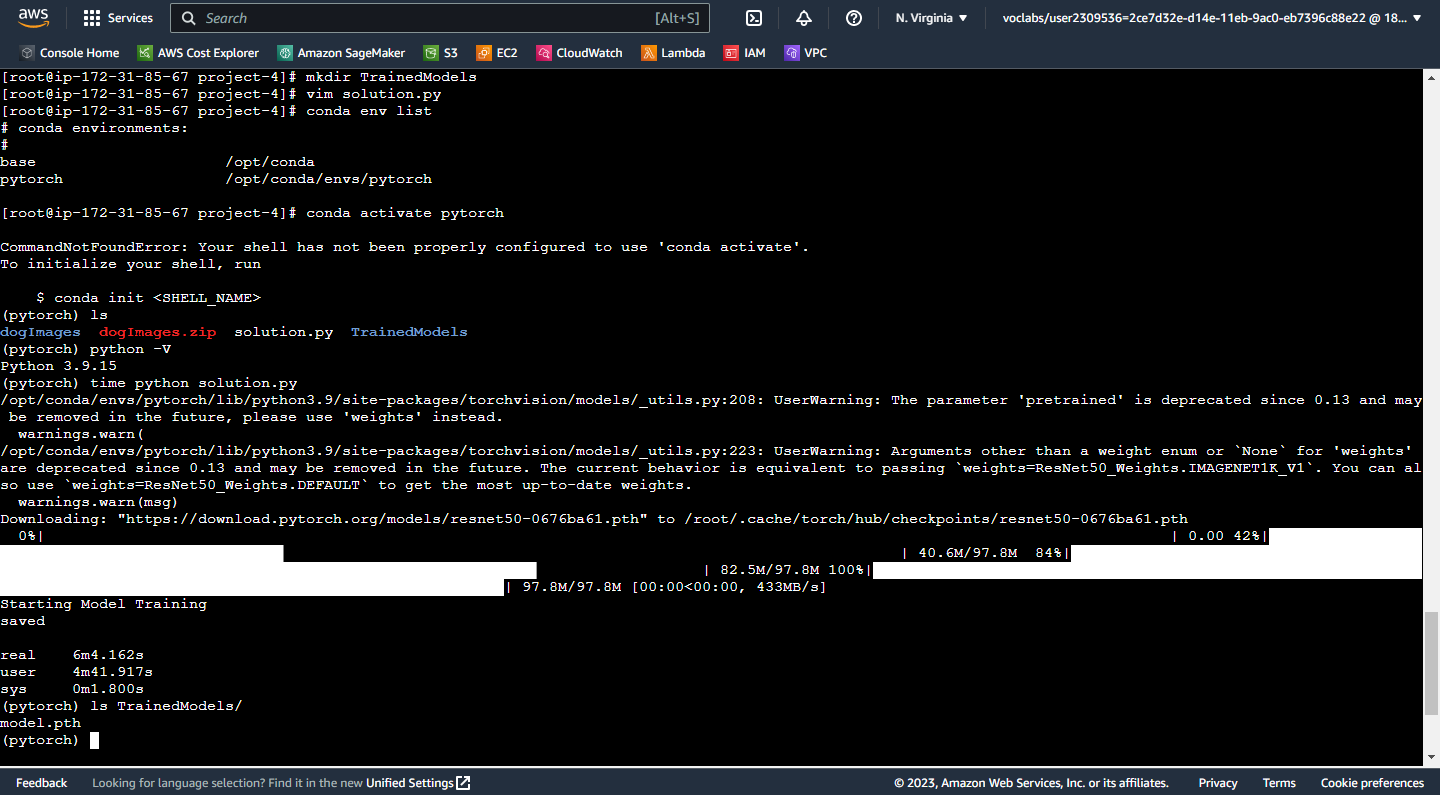 aws Services Search [Alt+S] N. Virginia voclabs/user2309536=2ce7d32e-d14e-11eb-9ac0-eb7396c88e22 @ 18...
Console Home AWS Cost Explorer Amazon SageMaker S3 EC2 CloudWatch Lambda IAM VPC
[root@ip-172-31-85-67 project-4]# mkdir TrainedModels
[root@ip-172-31-85-67 project-4]# vim solution.py
[root@ip-172-31-85-67 project-4]# conda env list
# conda environments:
#
base                     /opt/conda
pytorch                  /opt/conda/envs/pytorch
[root@ip-172-31-85-67 project-4]# conda activate pytorch
CommandNotFoundError: Your shell has not been properly configured to use 'conda activate'.
To initialize your shell, run
    $ conda init <SHELL_NAME>
(pytorch) ls
dogImages  dogImages.zip  solution.py  TrainedModels
(pytorch) python -V
Python 3.9.15
(pytorch) time python solution.py
/opt/conda/envs/pytorch/lib/python3.9/site-packages/torchvision/models/_utils.py:208: UserWarning: The parameter 'pretrained' is deprecated since 0.13 and may
 be removed in the future, please use 'weights' instead.
  warnings.warn(
/opt/conda/envs/pytorch/lib/python3.9/site-packages/torchvision/models/_utils.py:223: UserWarning: Arguments other than a weight enum or `None` for 'weights'
are deprecated since 0.13 and may be removed in the future. The current behavior is equivalent to passing `weights=ResNet50_Weights.IMAGENET1K_V1`. You can al
so use `weights=ResNet50_Weights.DEFAULT` to get the most up-to-date weights.
  warnings.warn(msg)
Downloading: "https://download.pytorch.org/models/resnet50-0676ba61.pth" to /root/.cache/torch/hub/checkpoints/resnet50-0676ba61.pth
  0%| | 0.00 42%|
| 40.6M/97.8M  84%|
| 82.5M/97.8M 100%|
| 97.8M/97.8M [00:00<00:00, 433MB/s]
Starting Model Training
saved
real    6m4.162s
user    4m41.917s
sys     0m1.800s
(pytorch) ls TrainedModels/
model.pth
(pytorch)
Feedback Looking for language selection? Find it in the new Unified Settings © 2023, Amazon Web Services, Inc. or its affiliates. Privacy Terms Cookie preferences